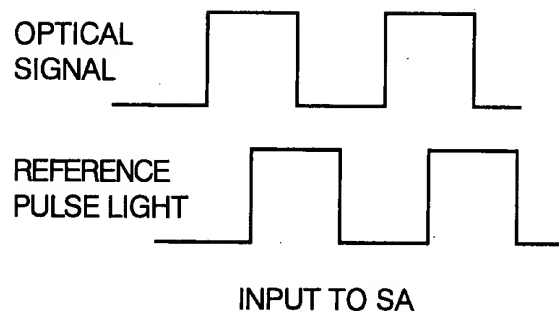 OPTICAL
SIGNAL
REFERENCE
PULSE LIGHT
INPUT TO SA